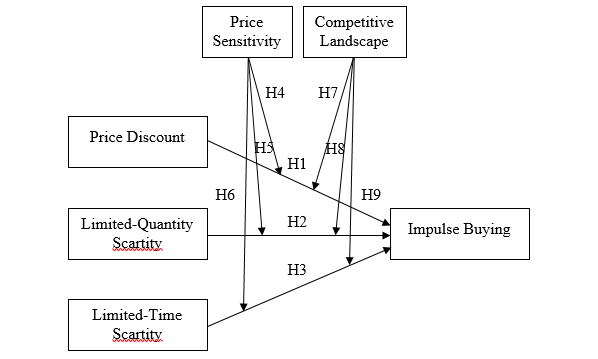 Price
Sensitivity
Competitive
Landscape
H4
H7
Price Discount
H5
H8
H1
H6
H9
Limited-Quantity
Scartity
H2
Impulse Buying
H3
Limited-Time
Scartity